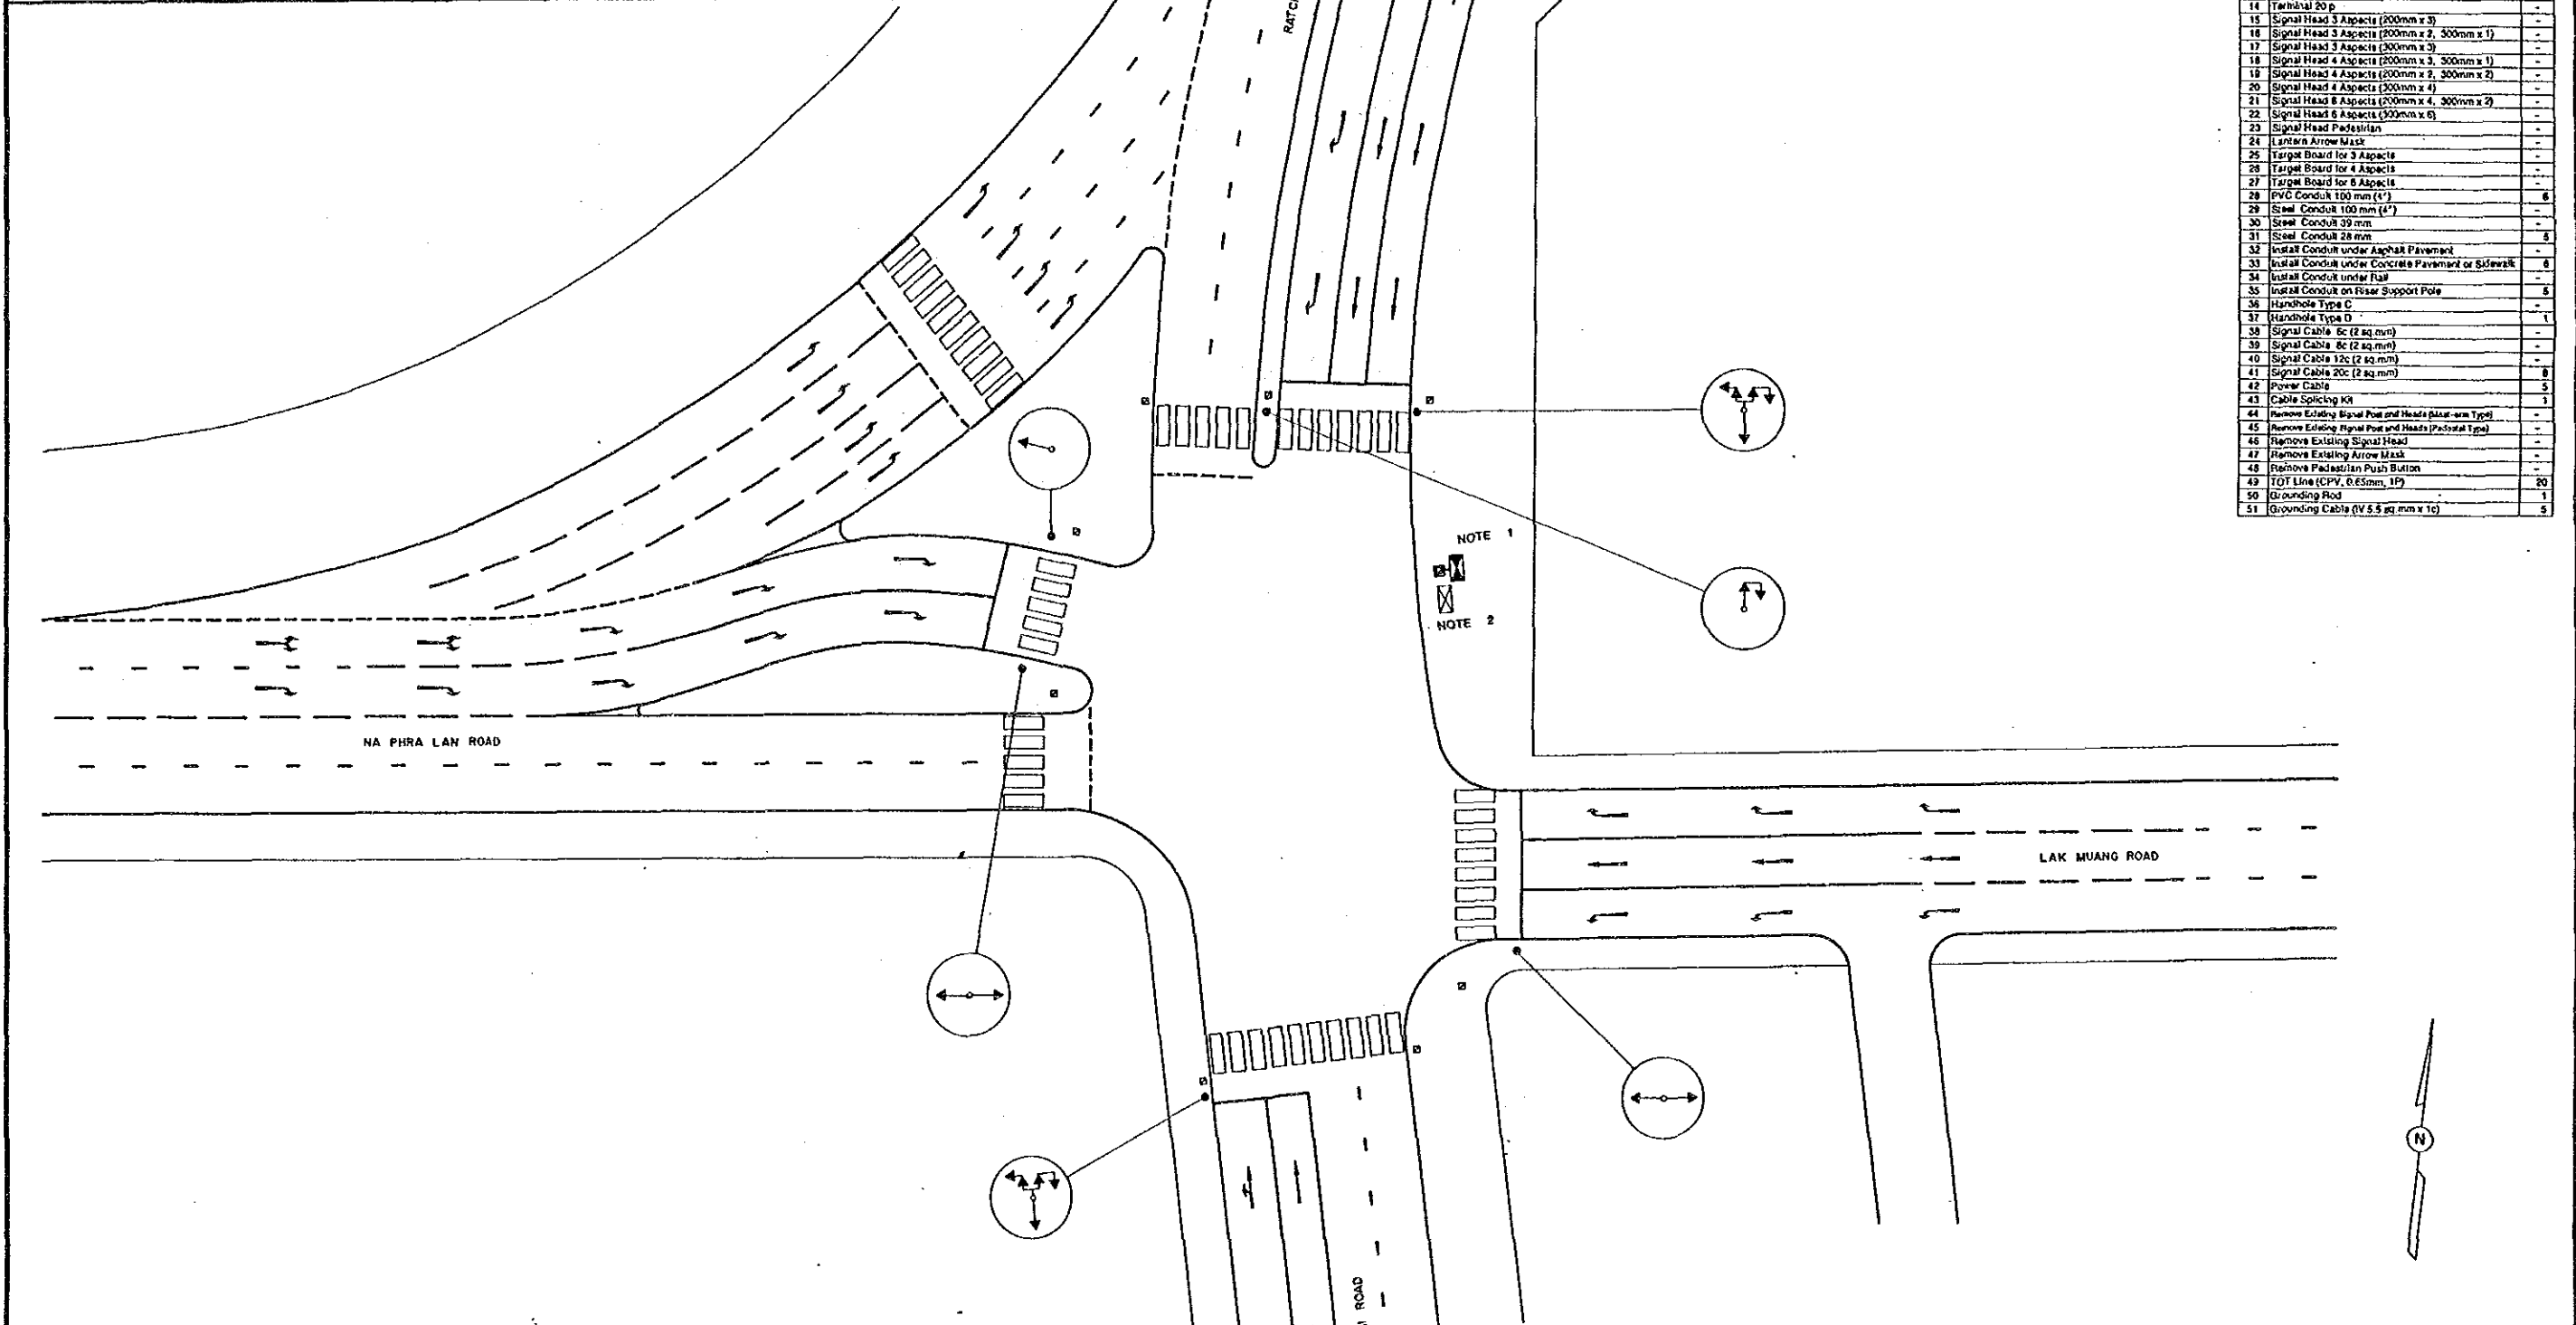 14 Terminal 20 p -
15 Signal Head 3 Aspects (200mm x 3) -
16 Signal Head 3 Aspects (200mm x 2, 300mm x 1) -
17 Signal Head 3 Aspects (300mm x 3) -
18 Signal Head 4 Aspects (200mm x 3, 300mm x 1) -
19 Signal Head 4 Aspects (200mm x 2, 300mm x 2) -
20 Signal Head 4 Aspects (300mm x 4) -
21 Signal Head 6 Aspects (200mm x 4, 300mm x 2) -
22 Signal Head 6 Aspects (300mm x 6) -
23 Signal Head Pedestrian -
24 Lantern Arrow Mask -
25 Target Board for 3 Aspects -
26 Target Board for 4 Aspects -
27 Target Board for 6 Aspects -
28 PVC Conduit 100 mm (4") 6
29 Steel Conduit 100 mm (4") -
30 Steel Conduit 39 mm -
31 Steel Conduit 28 mm 5
32 Install Conduit under Asphalt Pavement -
33 Install Conduit under Concrete Pavement or Sidewalk 6
34 Install Conduit under Rail -
35 Install Conduit on Riser Support Pole 5
36 Handhole Type C -
37 Handhole Type D 1
38 Signal Cable 6c (2 sq.mm) -
39 Signal Cable 8c (2 sq.mm) -
40 Signal Cable 12c (2 sq.mm) -
41 Signal Cable 20c (2 sq.mm) 8
42 Power Cable 5
43 Cable Splicing Kit 1
44 Remove Existing Signal Post and Heads (Mast-arm Type) -
45 Remove Existing Signal Post and Heads (Pedestal Type) -
46 Remove Existing Signal Head -
47 Remove Existing Arrow Mask -
48 Remove Pedestrian Push Button -
49 TOT Line (CPV, 0.65mm, 1P) 20
50 Grounding Rod 1
51 Grounding Cable (IV 5.5 sq.mm x 1c) 5
NOTE 1
NOTE 2
NA PHRA LAN ROAD
LAK MUANG ROAD
N
ROAD